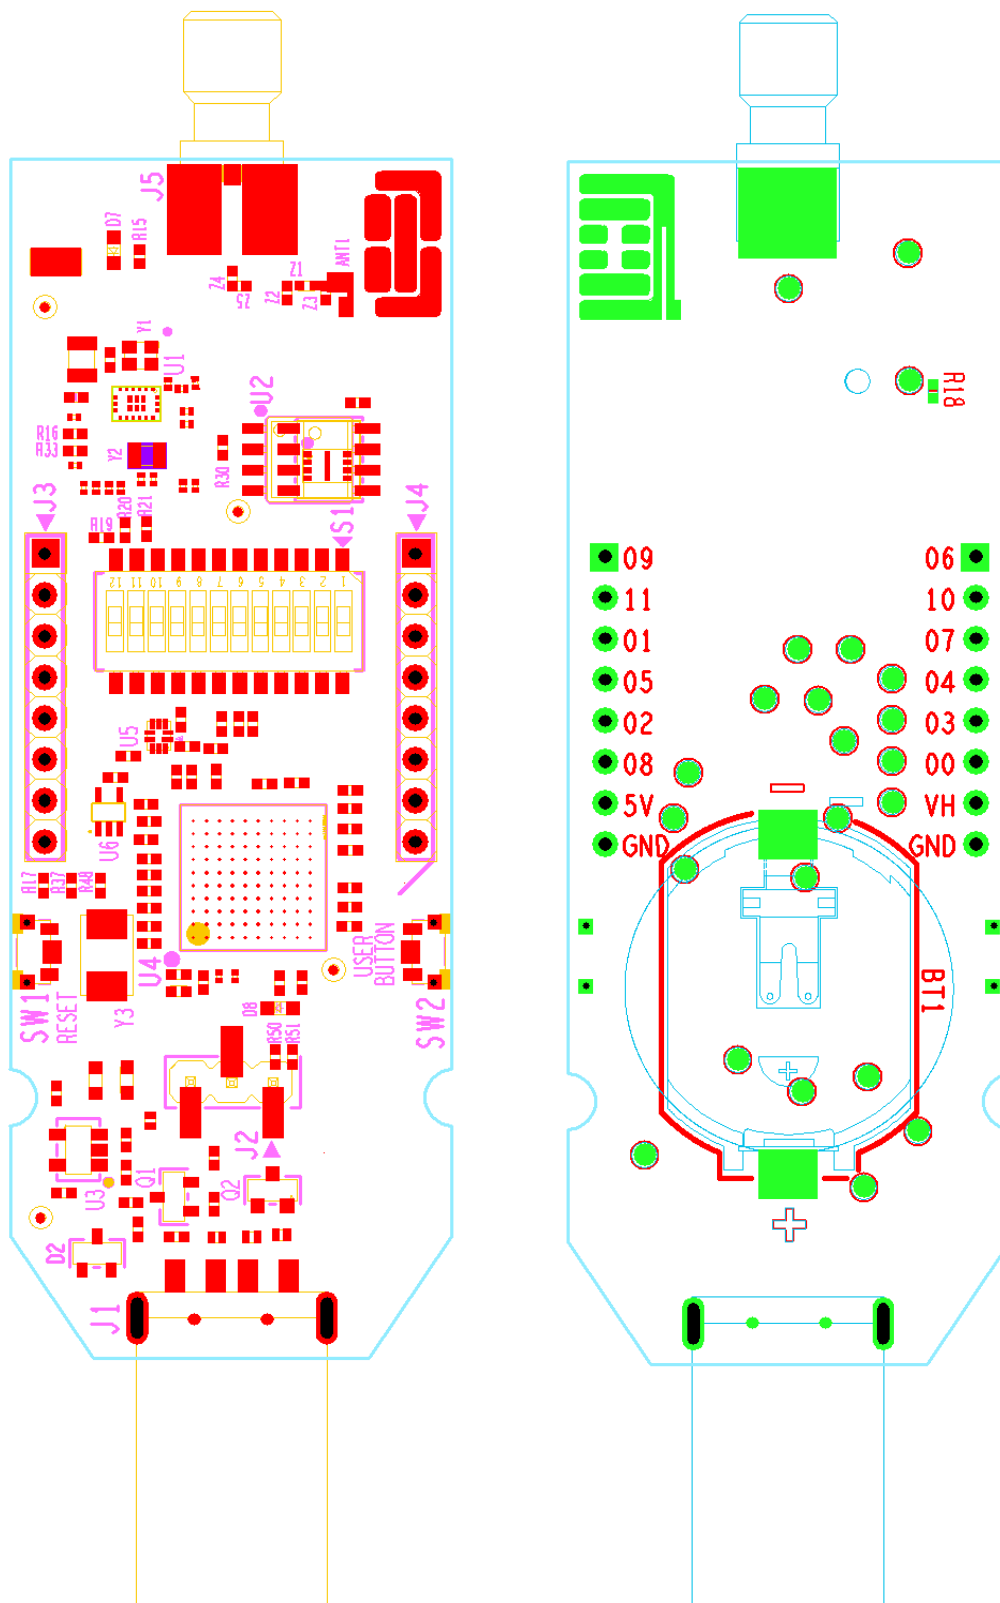 J5
D7
R15
Z4
Z5
Z1
Z2
Z3
ANT1
Y1
U1
U2
R16
R33
Y2
R30
J3
R20
R21
R19
S1
J4
12 11 10 9 8 7 6 5 4 3 2 1
U5
U6
R17
R37
R48
U4
USER
BUTTON
SW1
RESET
Y3
SW2
D8
R50
R51
J2
U3
Q1
Q2
D2
J1
R18
09 06
11 10
01 07
05 04
02 03
08 00
5V VH
GND GND
BT1